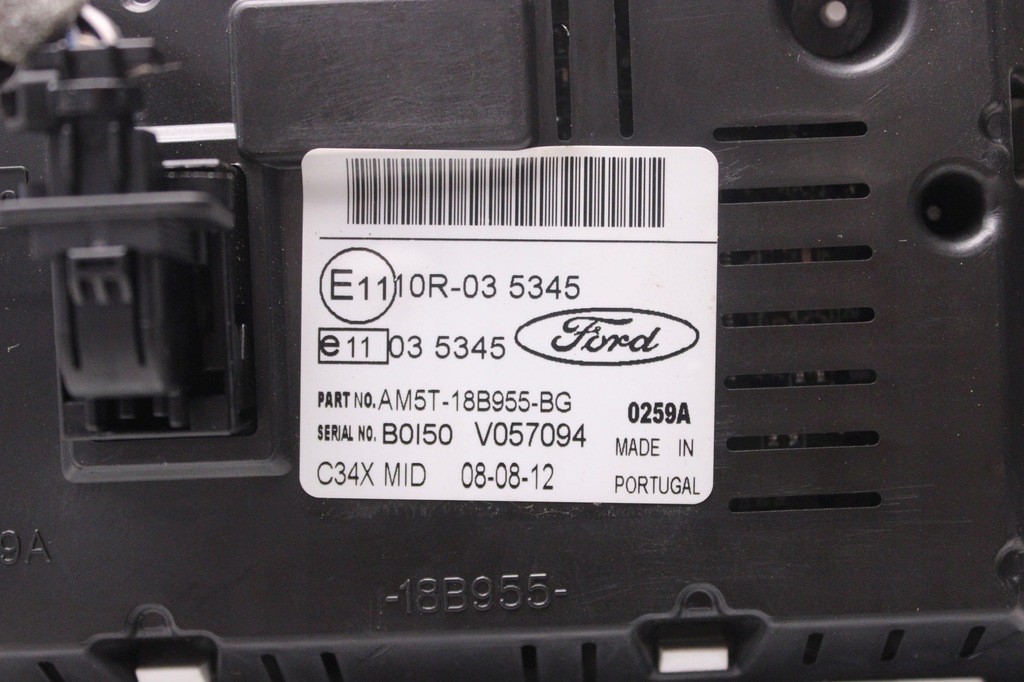 E11 10R-03 5345
e11 03 5345 Ford
PART NO. AM5T-18B955-BG
0259A
SERIAL NO. B0I50 V057094
MADE IN
C34X MID 08-08-12
PORTUGAL
9A
-18B955-